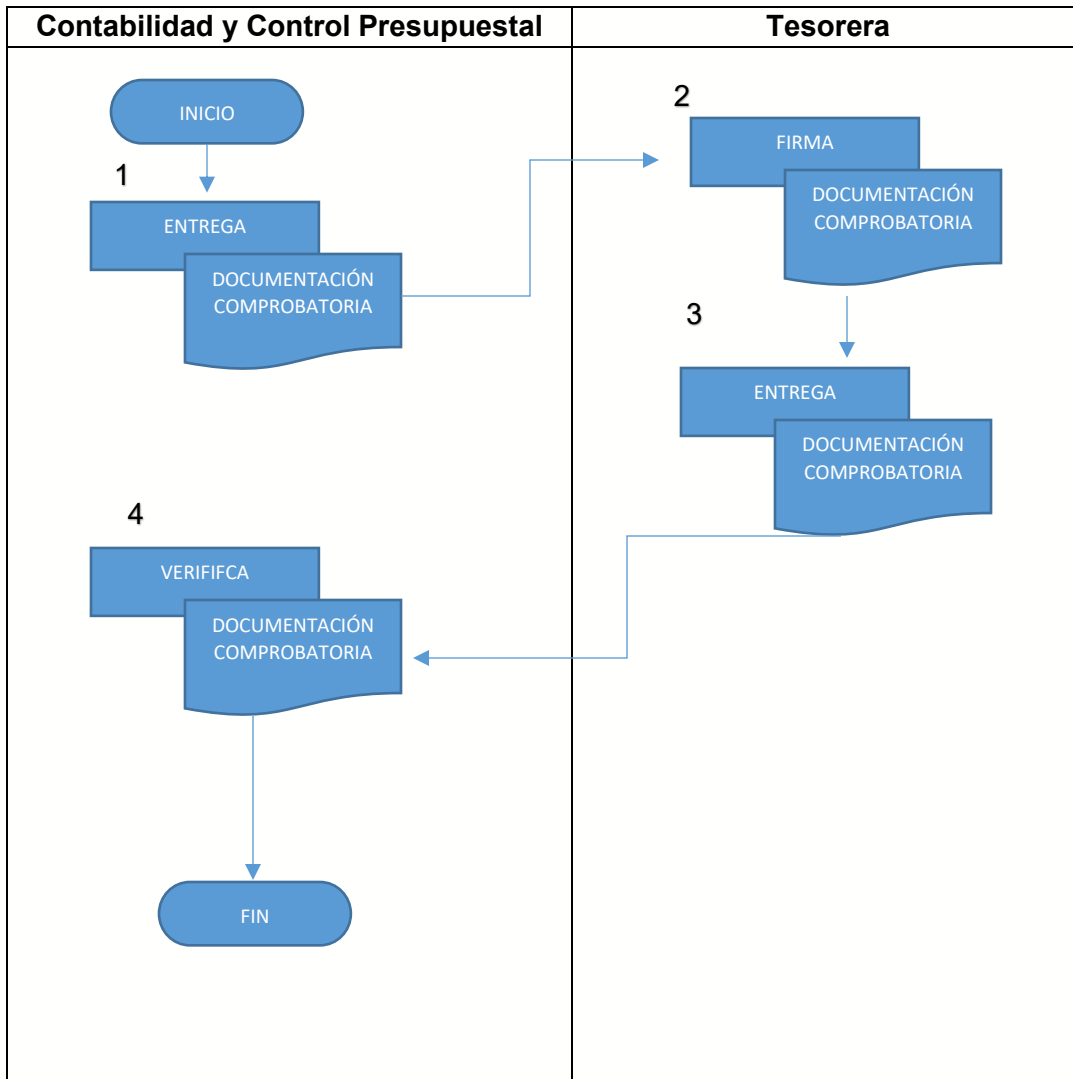 Contabilidad y Control Presupuestal
Tesorera
INICIO
1
ENTREGA
DOCUMENTACIÓN
COMPROBATORIA
2
FIRMA
DOCUMENTACIÓN
COMPROBATORIA
3
ENTREGA
DOCUMENTACIÓN
COMPROBATORIA
4
VERIFIFCA
DOCUMENTACIÓN
COMPROBATORIA
FIN